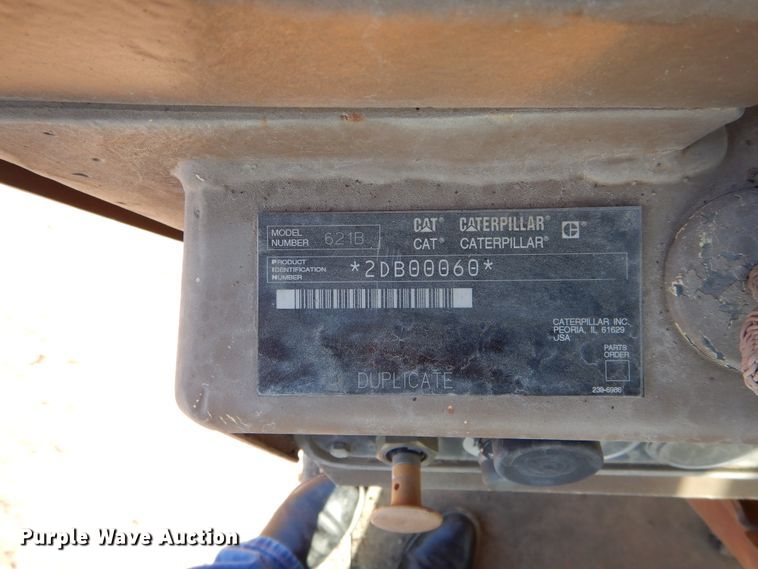 MODEL NUMBER 621B
CAT® CATERPILLAR®
CAT® CATERPILLAR®
PRODUCT IDENTIFICATION NUMBER *2DB00060*
CATERPILLAR INC.
PEORIA, IL 61629
USA
PARTS ORDER
DUPLICATE
239-6986
Purple Wave Auction